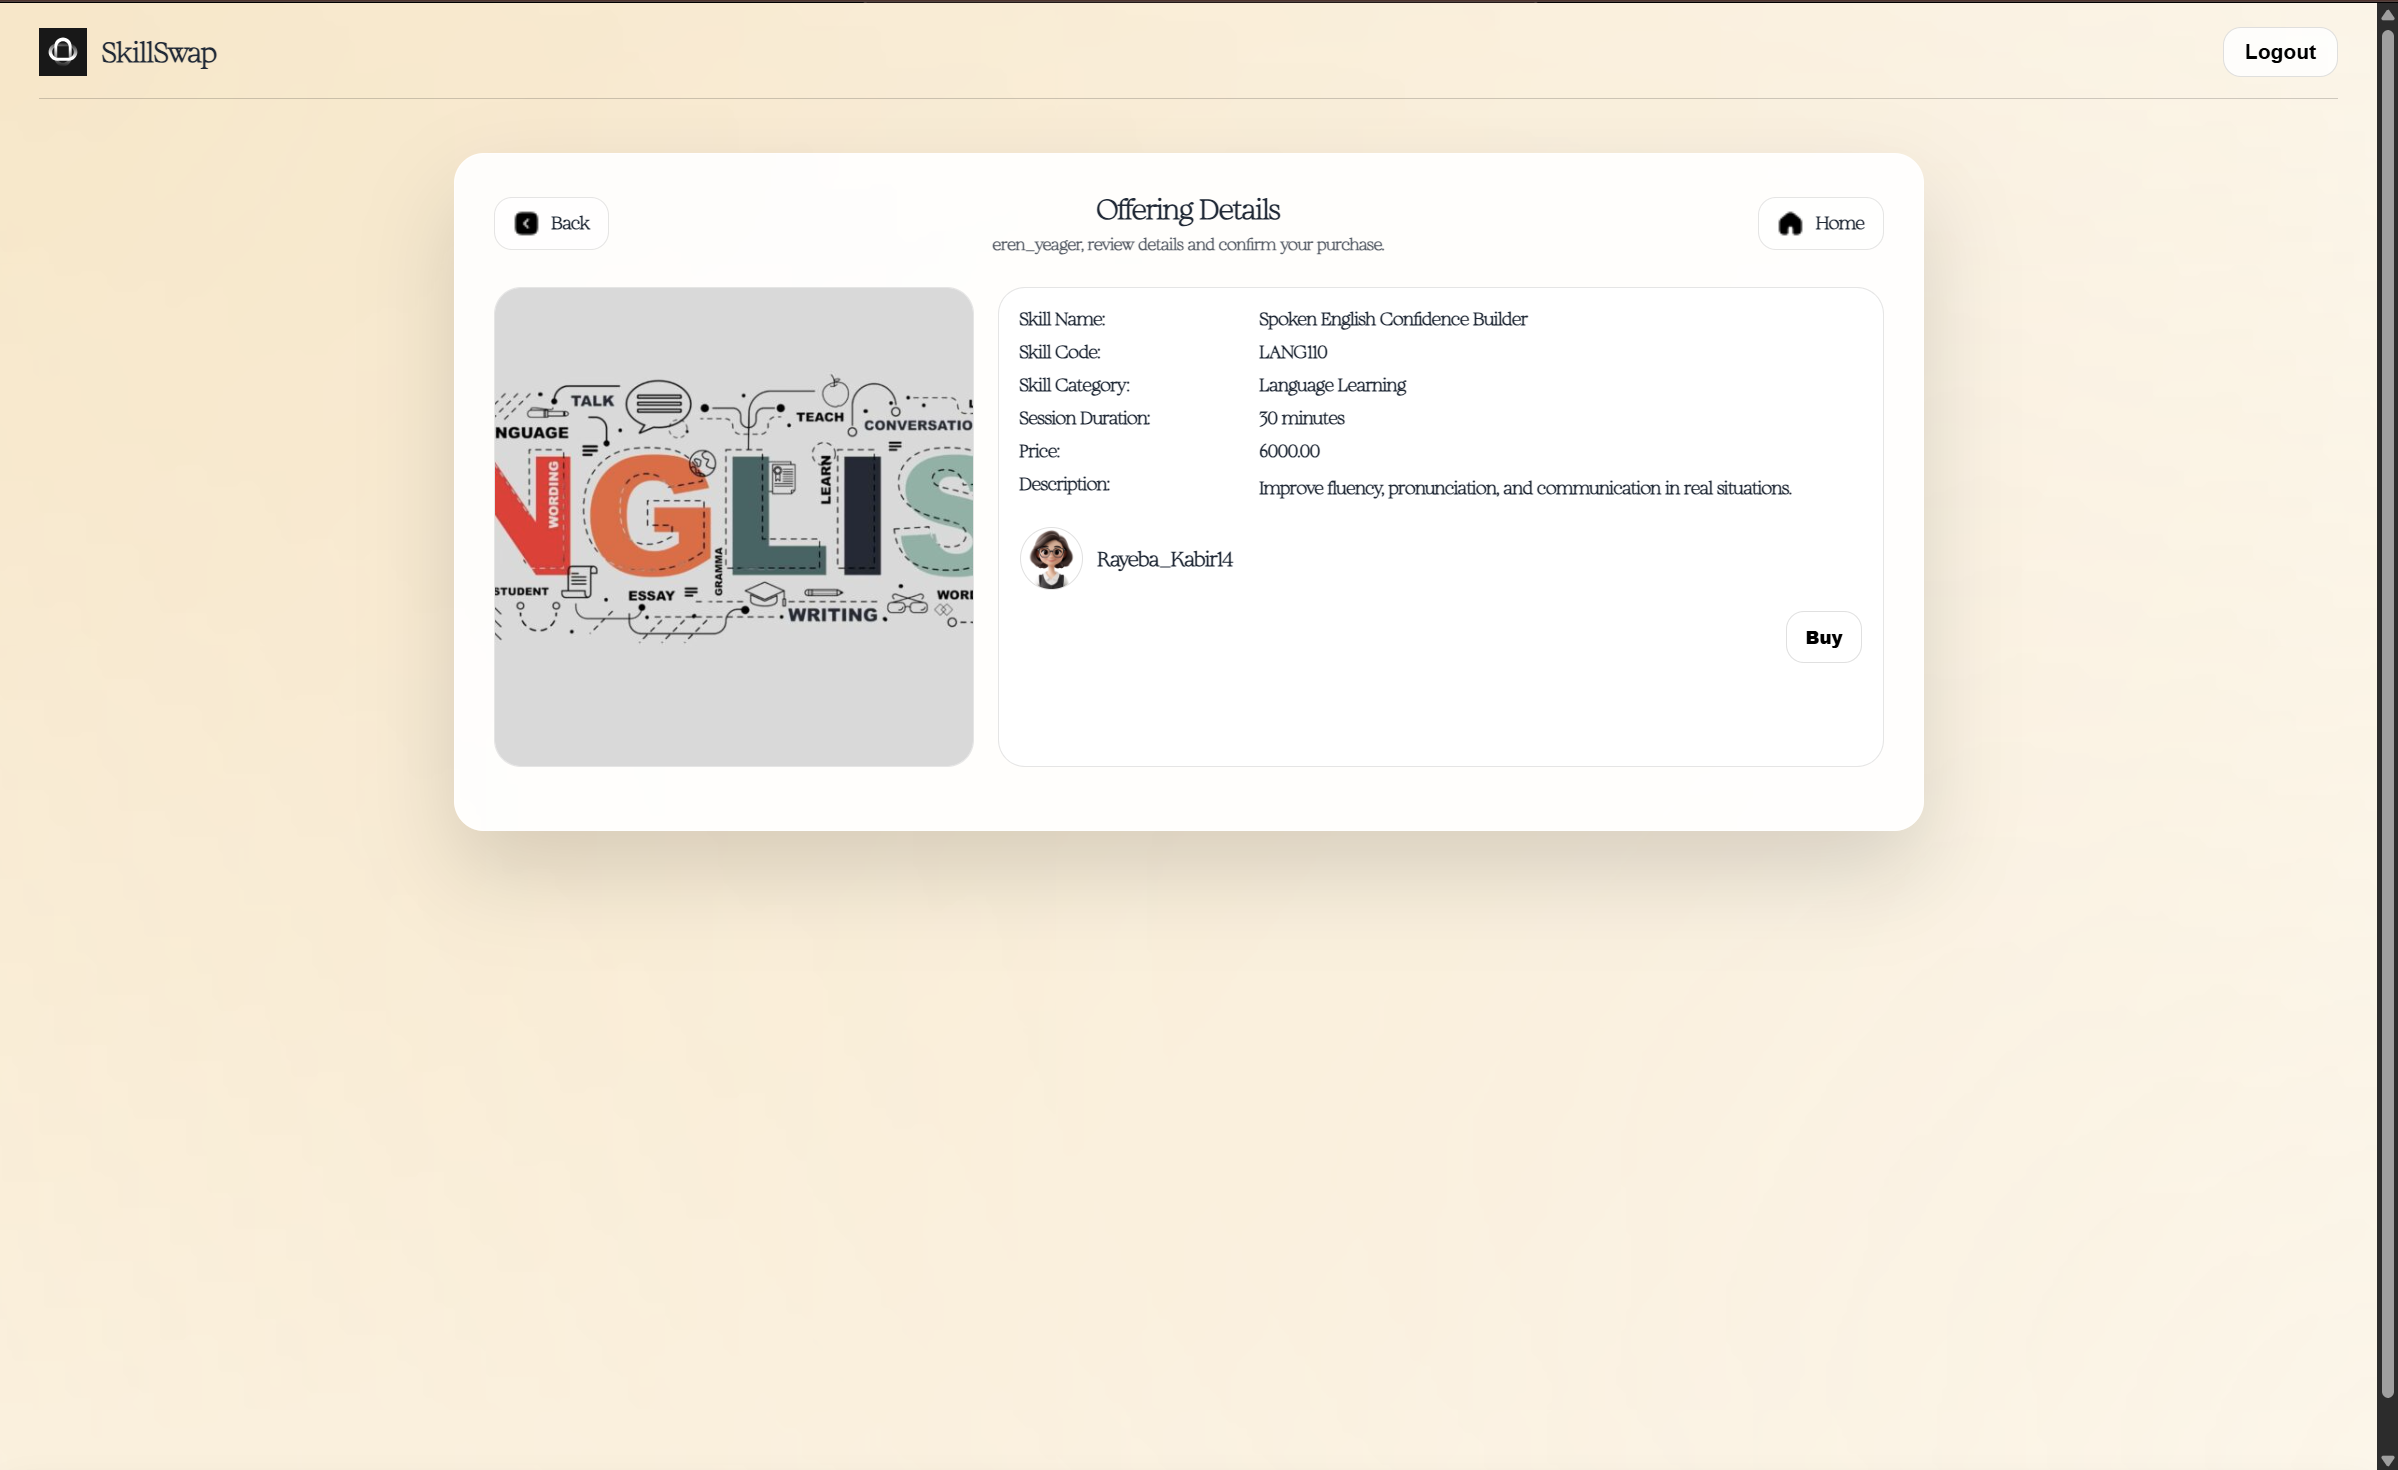 SkillSwap
Logout
Back
Offering Details
eren_yeager, review details and confirm your purchase.
Home
TALK
TEACH
NGUAGE
CONVERSATIO
NGLIS
WORDING
LEARN
GRAMMA
STUDENT
ESSAY
WRITING
WOR
Skill Name: Spoken English Confidence Builder
Skill Code: LANG110
Skill Category: Language Learning
Session Duration: 30 minutes
Price: 6000.00
Description: Improve fluency, pronunciation, and communication in real situations.
Rayeba_Kabir14
Buy